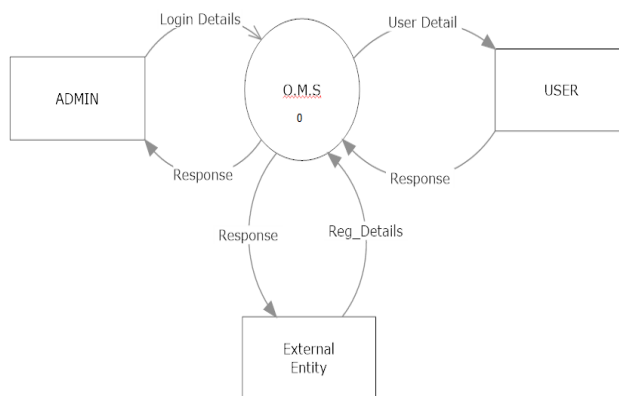 Login Details
User Detail
ADMIN
O.M.S
0
USER
Response
Response
Response
Reg_Details
External
Entity